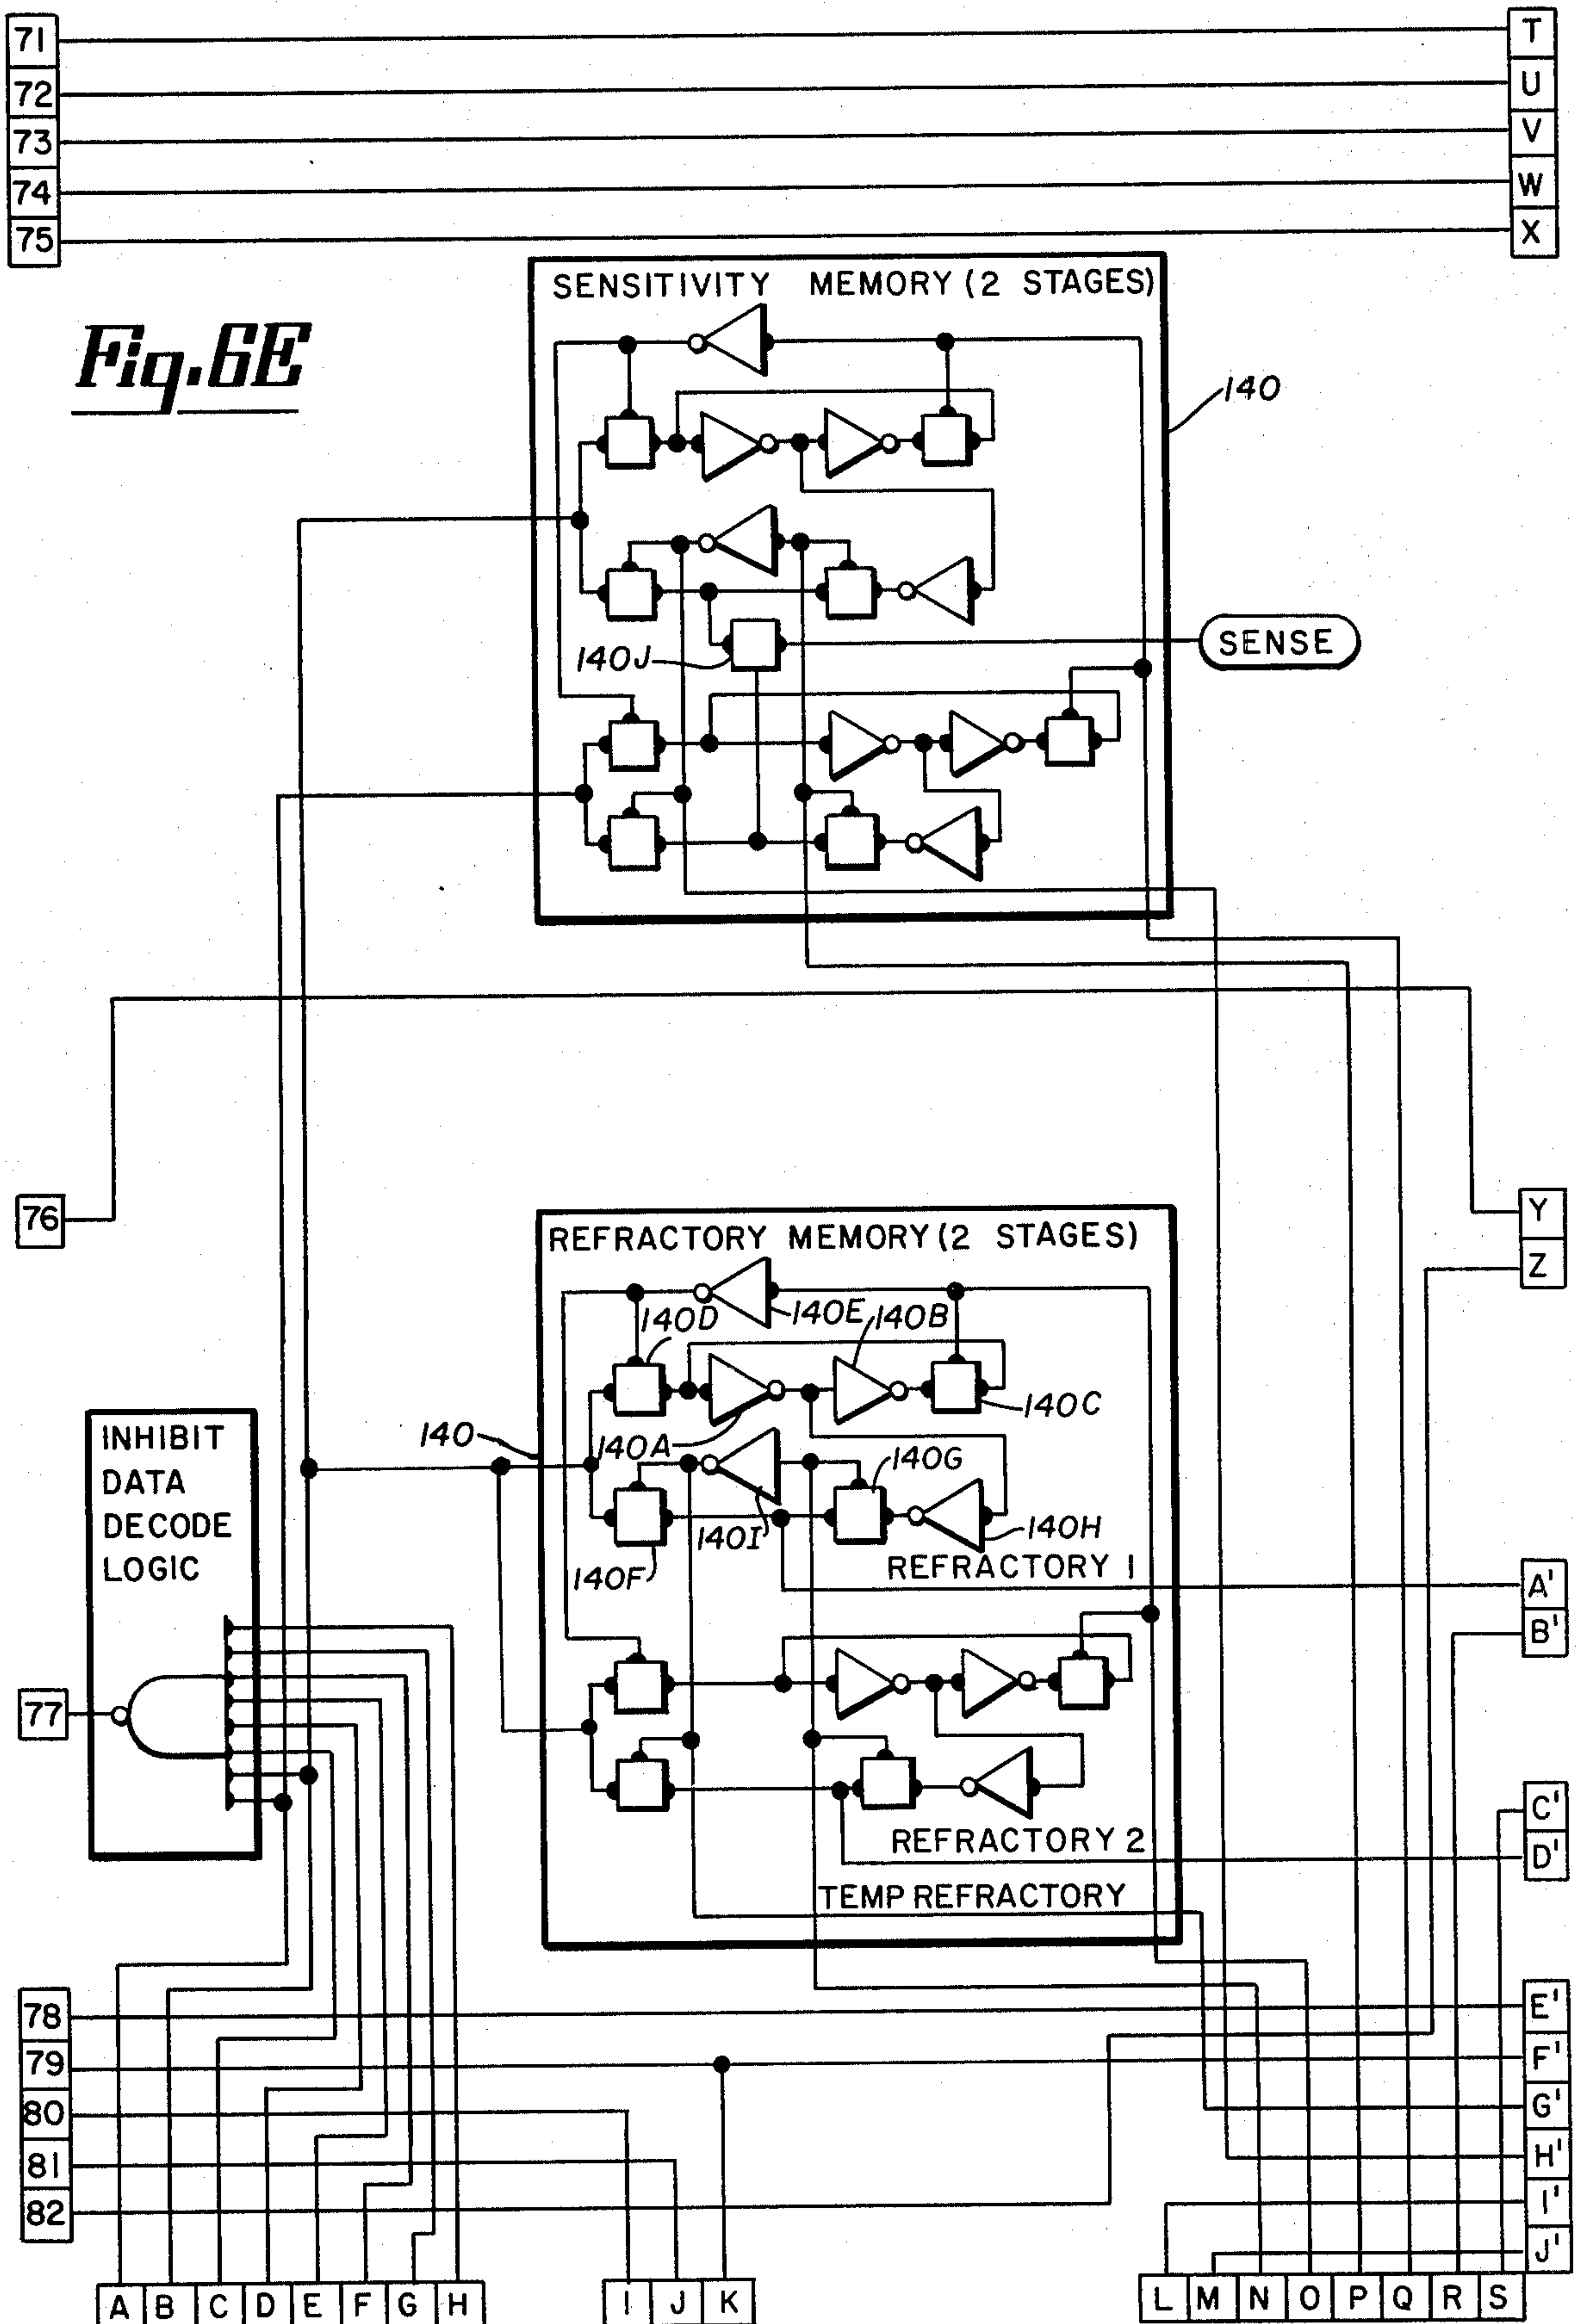 71 T
72 U
73 V
74 W
75 X
SENSITIVITY MEMORY (2 STAGES)
Fig. 6E
140
140J
SENSE
76 Y
REFRACTORY MEMORY (2 STAGES)
Z
140D
140E
140B
140C
140
140A
140G
INHIBIT
DATA
DECODE
LOGIC
140I
140H
140F
REFRACTORY 1
A'
B'
77
C'
REFRACTORY 2
D'
TEMP REFRACTORY
78 E'
79 F'
80 G'
81 H'
82 I'
J'
A B C D E F G H I J K L M N O P Q R S